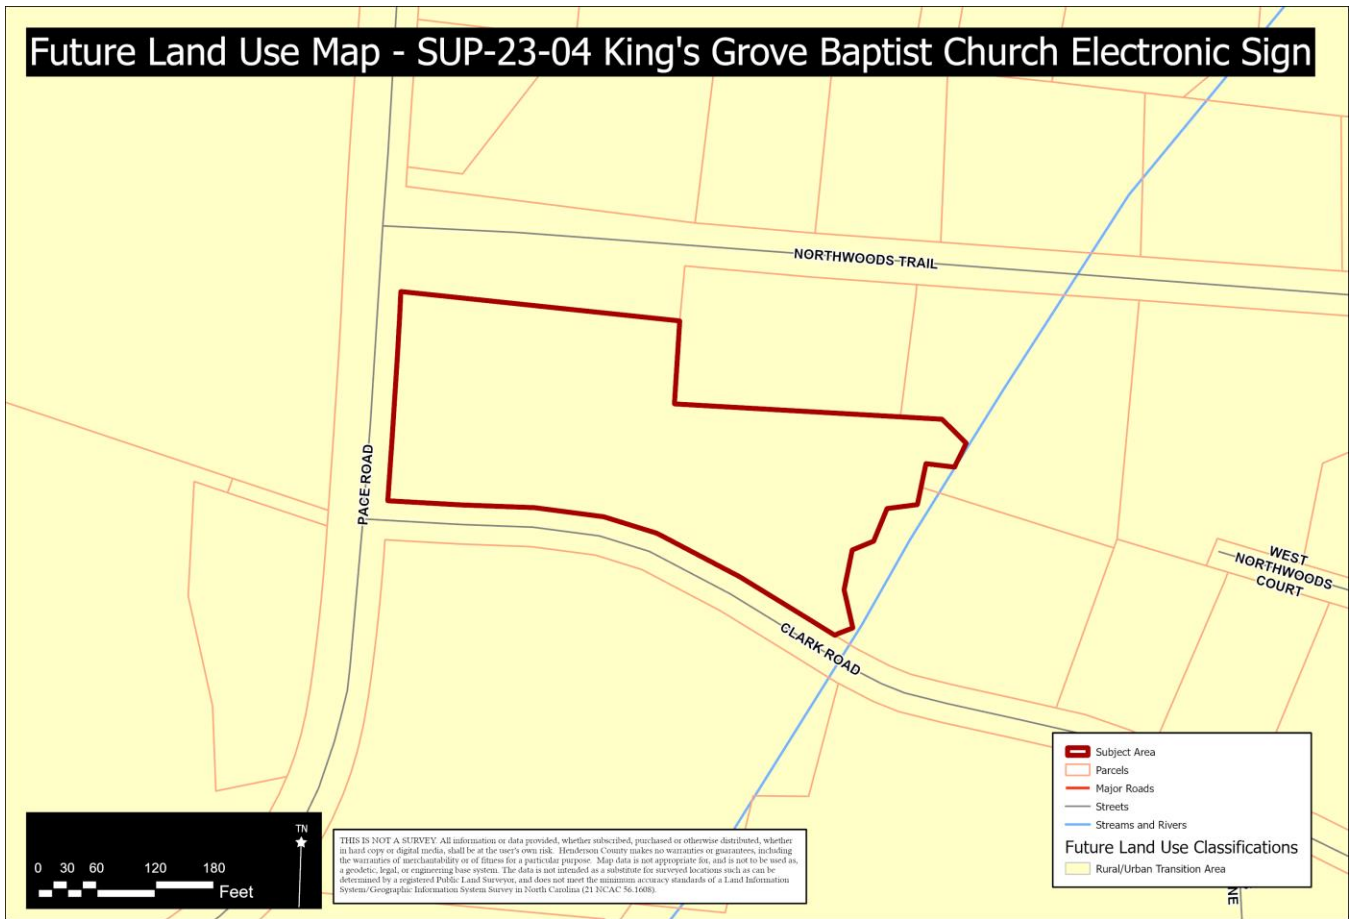 Future Land Use Map - SUP-23-04 King's Grove Baptist Church Electronic Sign
NORTHWOODS TRAIL
PACE ROAD
WEST
NORTHWOODS
COURT
CLARK ROAD
Subject Area
Parcels
Major Roads
Streets
Streams and Rivers
Future Land Use Classifications
Rural/Urban Transition Area
TN
0 30 60 120 180
Feet
THIS IS NOT A SURVEY. All information or data provided, whether subscribed, purchased or otherwise distributed, whether
in hard copy or digital media, shall be at the user's own risk. Henderson County makes no warranties or guarantees, including
the warranties of merchantability or of fitness for a particular purpose. Map data is not appropriate for, and is not to be used as,
a geodetic, legal, or engineering base system. The data is not intended as a substitute for surveyed locations such as can be
determined by a registered Public Land Surveyor, and does not meet the minimum accuracy standards of a Land Information
System/Geographic Information System Survey in North Carolina (21 NCAC 56.1608).